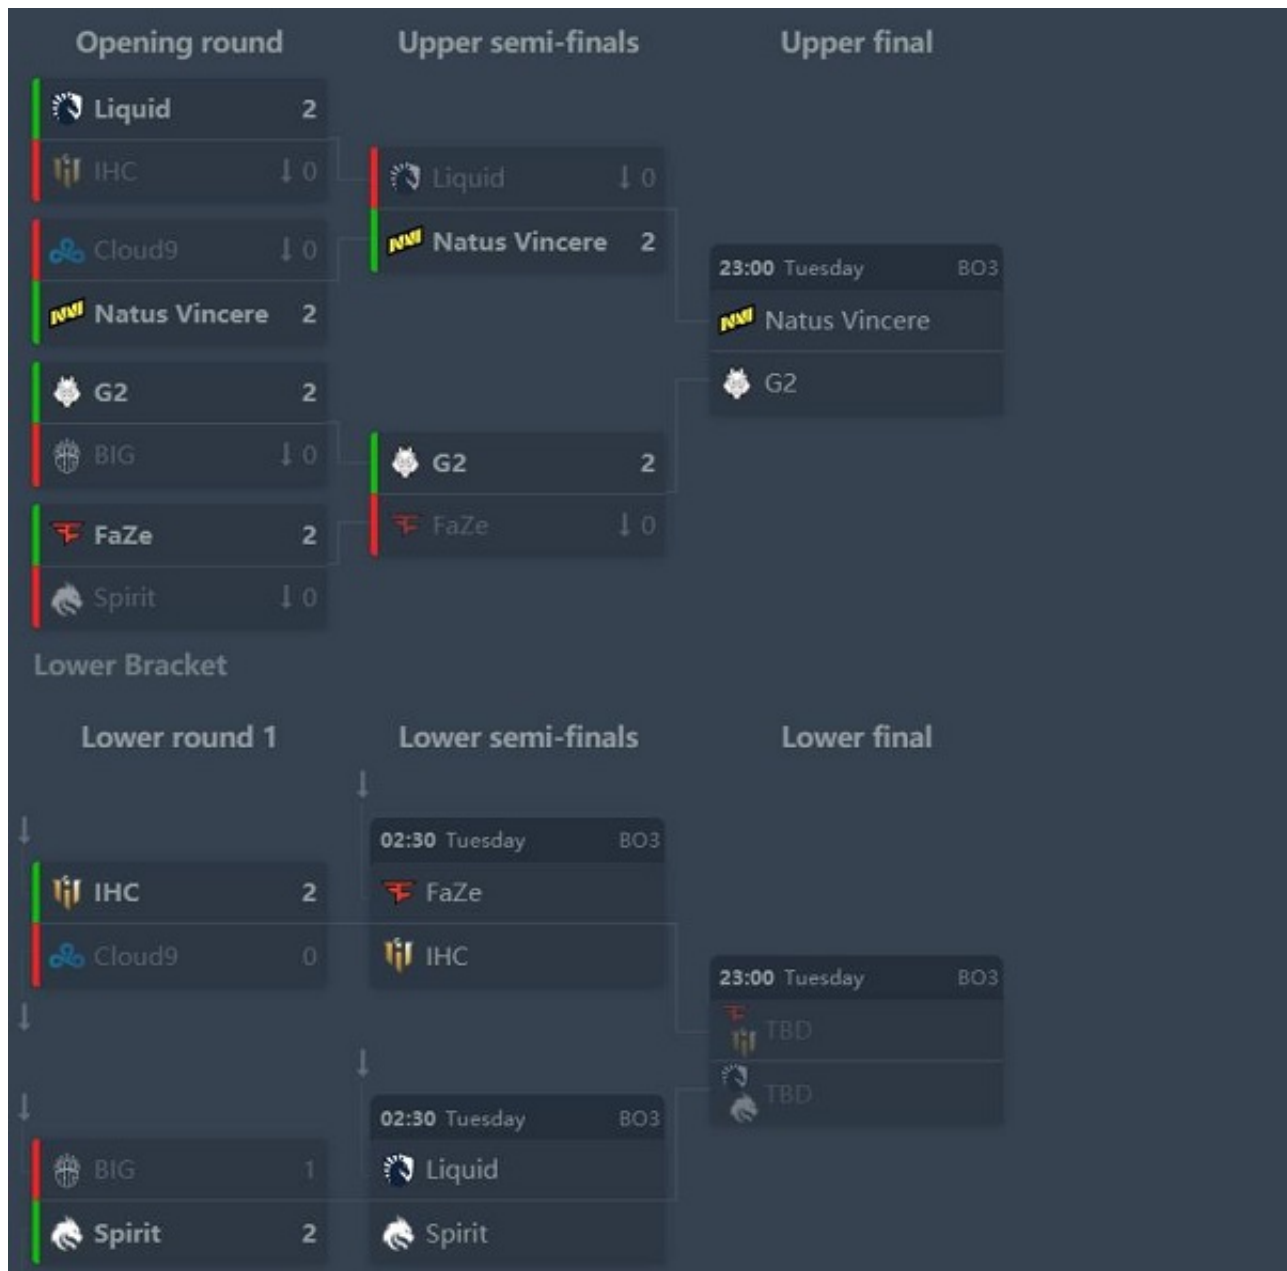 Opening round
Upper semi-finals
Upper final
Liquid 2
IHC ↓ 0
Cloud9 ↓ 0
Natus Vincere 2
G2 2
BIG ↓ 0
FaZe 2
Spirit ↓ 0
Liquid ↓ 0
Natus Vincere 2
G2 2
FaZe ↓ 0
23:00 Tuesday BO3
Natus Vincere
G2
Lower Bracket
Lower round 1
Lower semi-finals
Lower final
IHC 2
Cloud9 0
BIG 1
Spirit 2
02:30 Tuesday BO3
FaZe
IHC
02:30 Tuesday BO3
Liquid
Spirit
23:00 Tuesday BO3
TBD
TBD